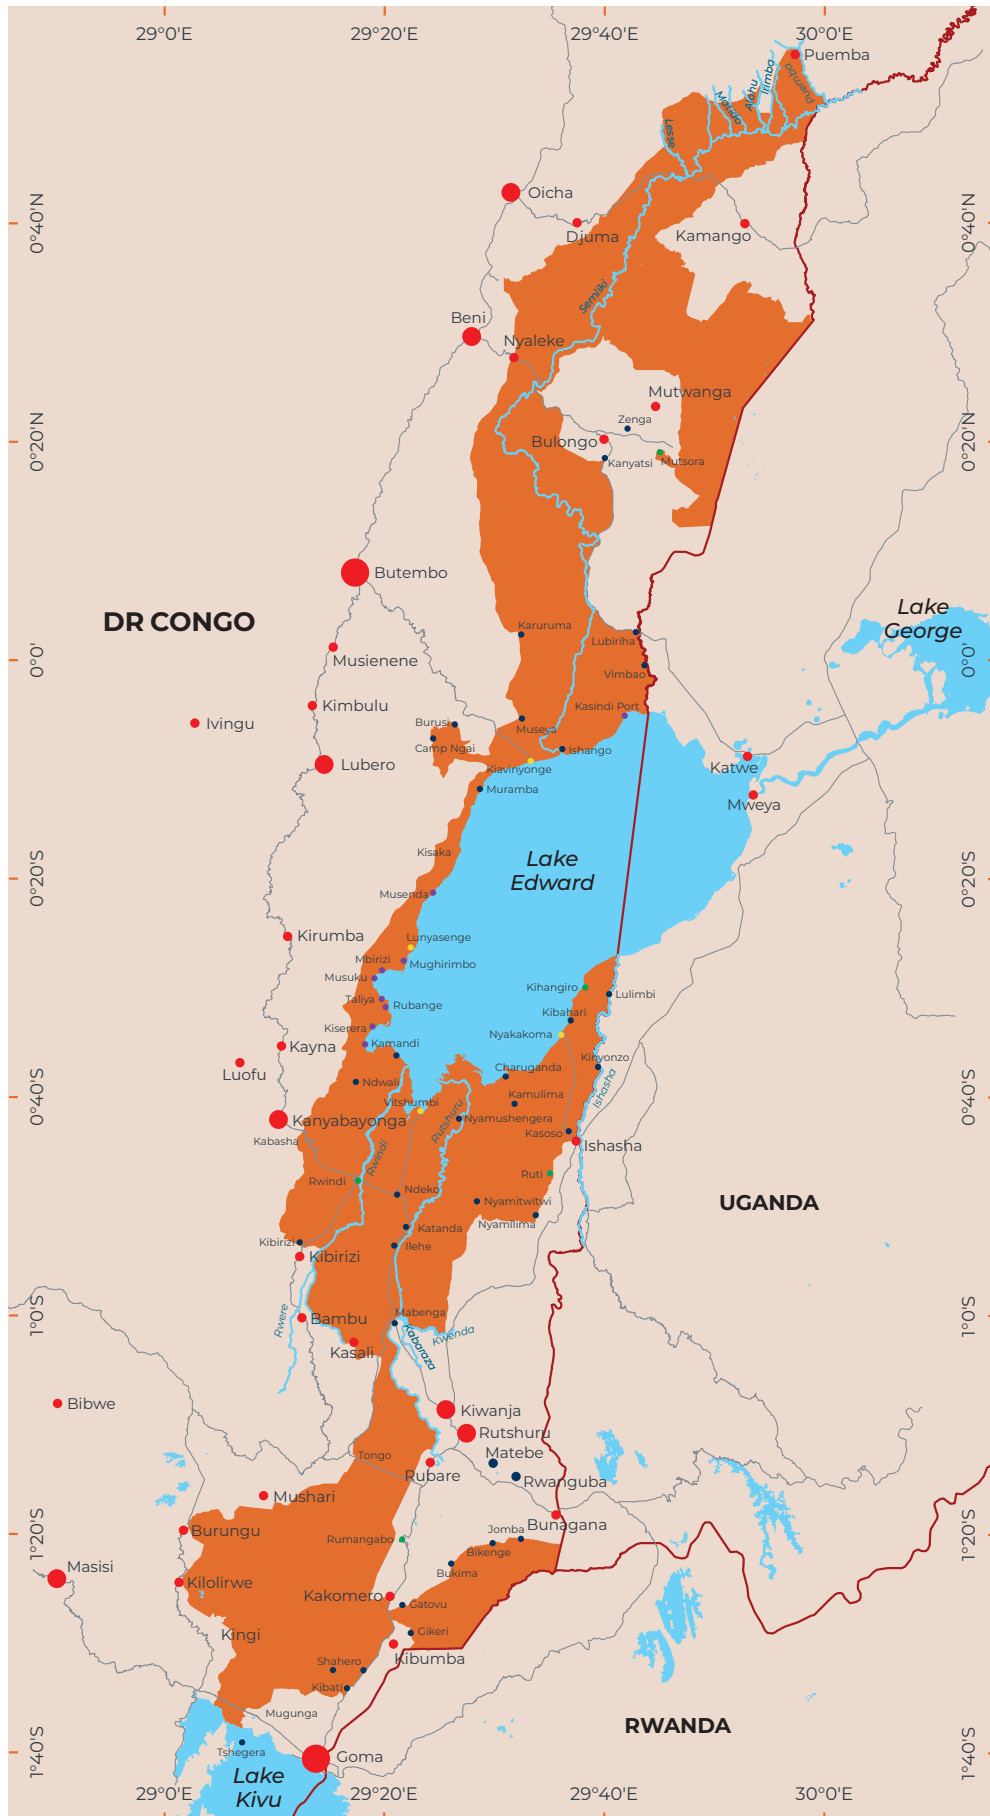 29°0'E
29°20'E
29°40'E
30°0'E
Puemba
Puemba
Irimba
Alohu
Maudo
Lesse
Oicha
0°40'N
0°40'N
Djuma
Kamango
Semliki
Beni
Nyaleke
Mutwanga
Zenga
Bulongo
0°20'N
0°20'N
Kanyatsi
Mutsora
Butembo
DR CONGO
Lake
George
Karuruma
Lubiriha
Musienene
0°0'
0°0'
Vimbao
Kimbulu
Kasindi Port
Ivingu
Burusi
Museya
Camp Ngai
Ishango
Lubero
Kiavinyonge
Katwe
Muramba
Mweya
Kisaka
Lake
Edward
0°20'S
0°20'S
Musenda
Kirumba
Lunyasenge
Mbirizi
Mughirimbo
Musuku
Kihangiro
Lulimbi
Taliya
Rubange
Kibahari
Kiserera
Nyakakoma
Kayna
Kamandi
Kinyonzo
Luofu
Charuganda
Ndwali
Ishasha
0°40'S
0°40'S
Kamulima
Vitshumbi
Kanyabayonga
Rutshuru
Nyamushengera
Kabasha
Kasoso
Ishasha
Rwindi
Rwindi
Ruti
Ndeko
Nyamitwitwi
UGANDA
Katanda
Nyamilima
Kibirizi
Ilehe
Kibirizi
1°0'S
1°0'S
Rwere
Bambu
Mabenga
Kwenda
Kabaraza
Kasali
Bibwe
Kiwanja
Rutshuru
Matebe
Tongo
Rubare
Rwanguba
Mushari
Bunagana
Burungu
Jomba
1°20'S
1°20'S
Rumangabo
Bikenge
Masisi
Bukima
Kilolirwe
Kakomero
Gatovu
Kingi
Gikeri
Kibumba
Shahero
Kibati
Mugunga
RWANDA
Tshegera
Goma
1°40'S
1°40'S
Lake
Kivu
29°0'E
29°20'E
29°40'E
30°0'E